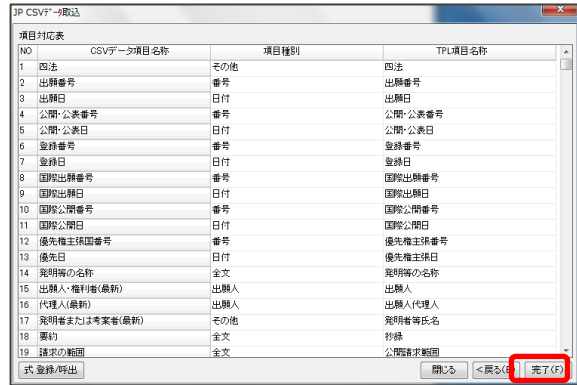 JP CSVデータ取込
項目対応表
NO CSVデータ項目名称 項目種別 TPL項目名称
1 四法 その他 四法
2 出願番号 番号 出願番号
3 出願日 日付 出願日
4 公開・公表番号 番号 公開・公表番号
5 公開・公表日 日付 公開・公表日
6 登録番号 番号 登録番号
7 登録日 日付 登録日
8 国際出願番号 番号 国際出願番号
9 国際出願日 日付 国際出願日
10 国際公開番号 番号 国際公開番号
11 国際公開日 日付 国際公開日
12 優先権主張国番号 番号 優先権主張番号
13 優先日 日付 優先権主張日
14 発明等の名称 全文 発明等の名称
15 出願人・権利者(最新) 出願人 出願人
16 代理人(最新) 出願人 出願人代理人
17 発明者または考案者(最新) その他 発明者等氏名
18 要約 全文 抄録
19 請求の範囲 全文 公開請求範囲
式 登録/呼出 閉じる <戻る(B) 完了(F)